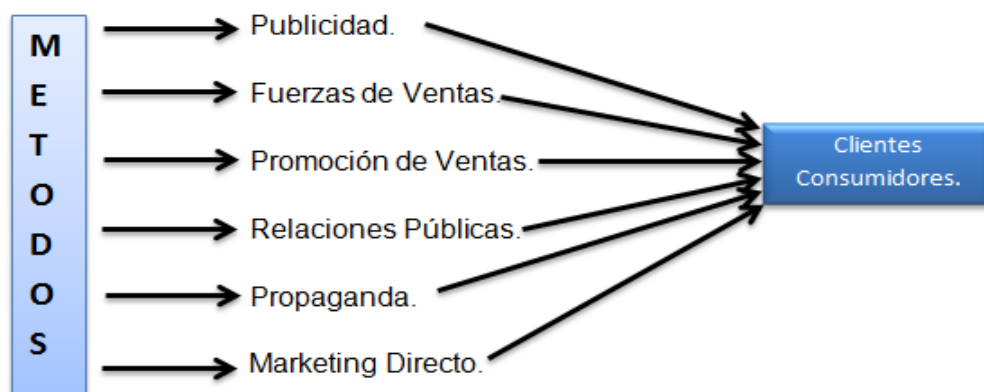 METODOS
Publicidad.
Fuerzas de Ventas.
Promoción de Ventas.
Relaciones Públicas.
Propaganda.
Marketing Directo.
Clientes
Consumidores.